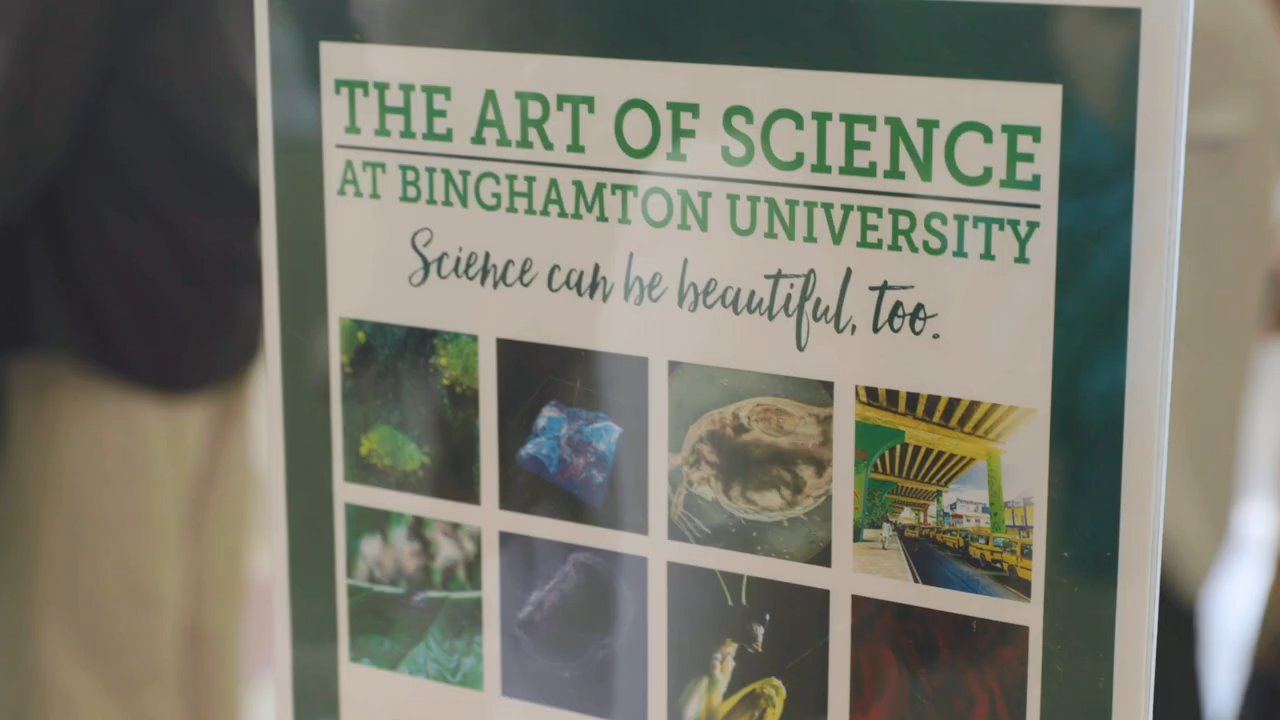 THE ART OF SCIENCE
AT BINGHAMTON UNIVERSITY
Science can be beautiful, too.